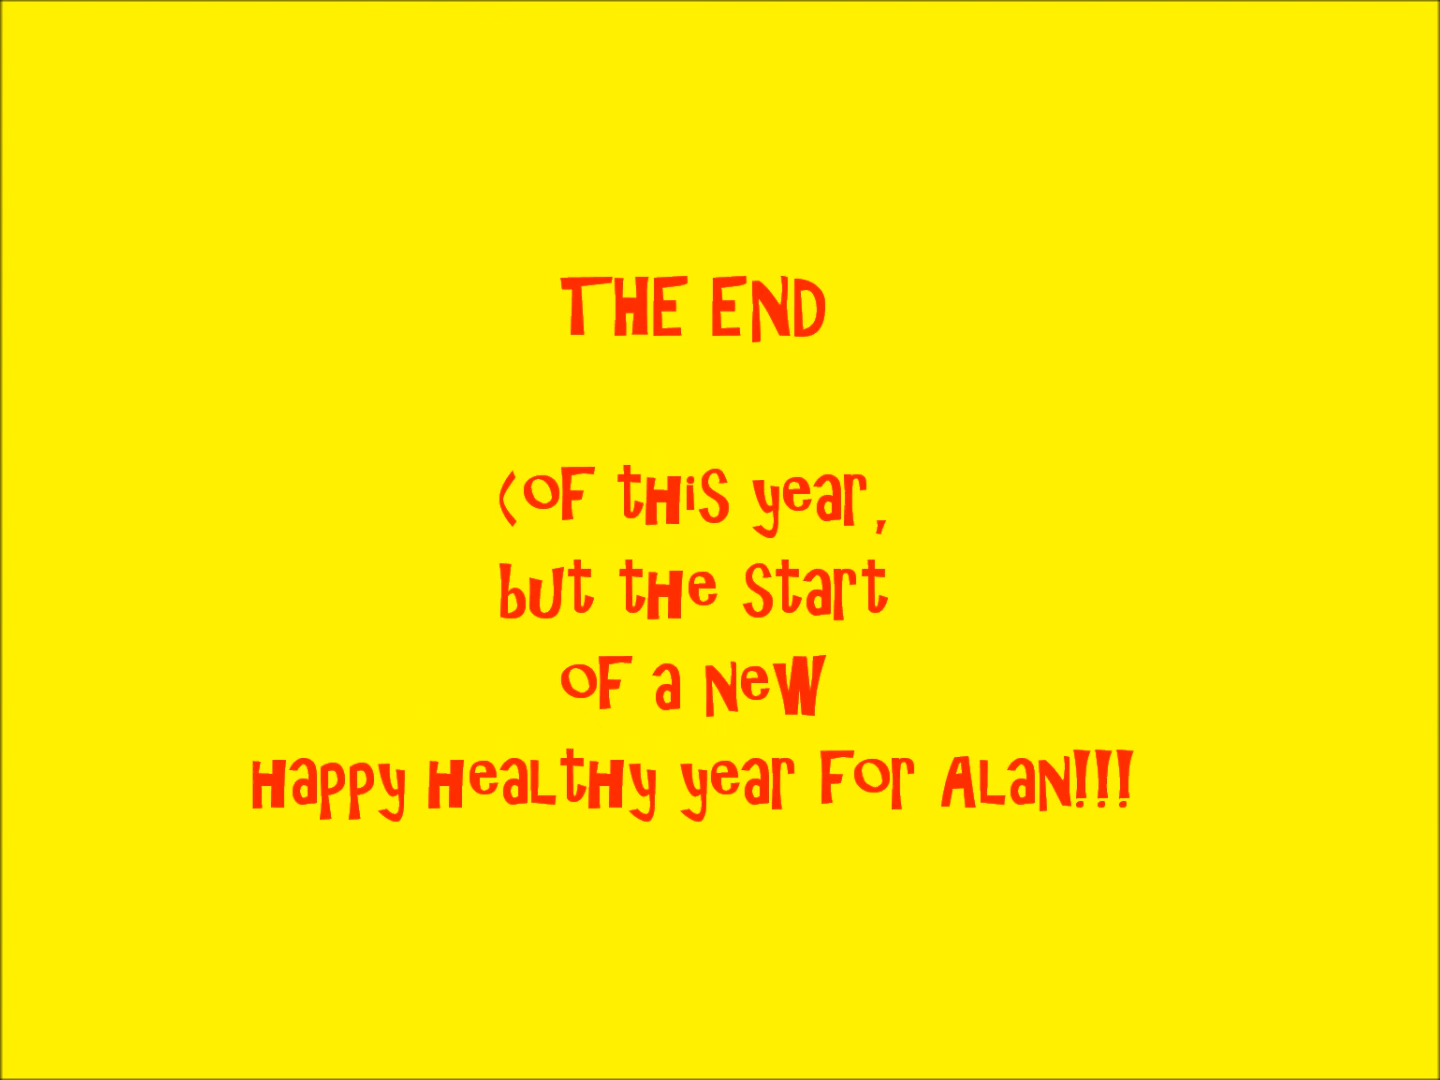 THE END
(OF tHiS year,
but tHe Start
OF a New
Happy HeaLtHy year For ALaN!!!